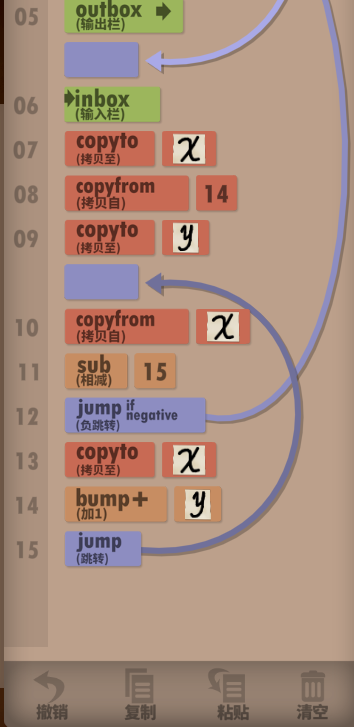 05 outbox
(输出栏)
06 inbox
(输入栏)
07 copyto x
(拷贝至)
08 copyfrom 14
(拷贝自)
09 copyto y
(拷贝至)
10 copyfrom x
(拷贝自)
11 sub 15
(相减)
12 jump if negative
(负跳转)
13 copyto x
(拷贝至)
14 bump+ y
(加1)
15 jump
(跳转)
撤销 复制 粘贴 清空